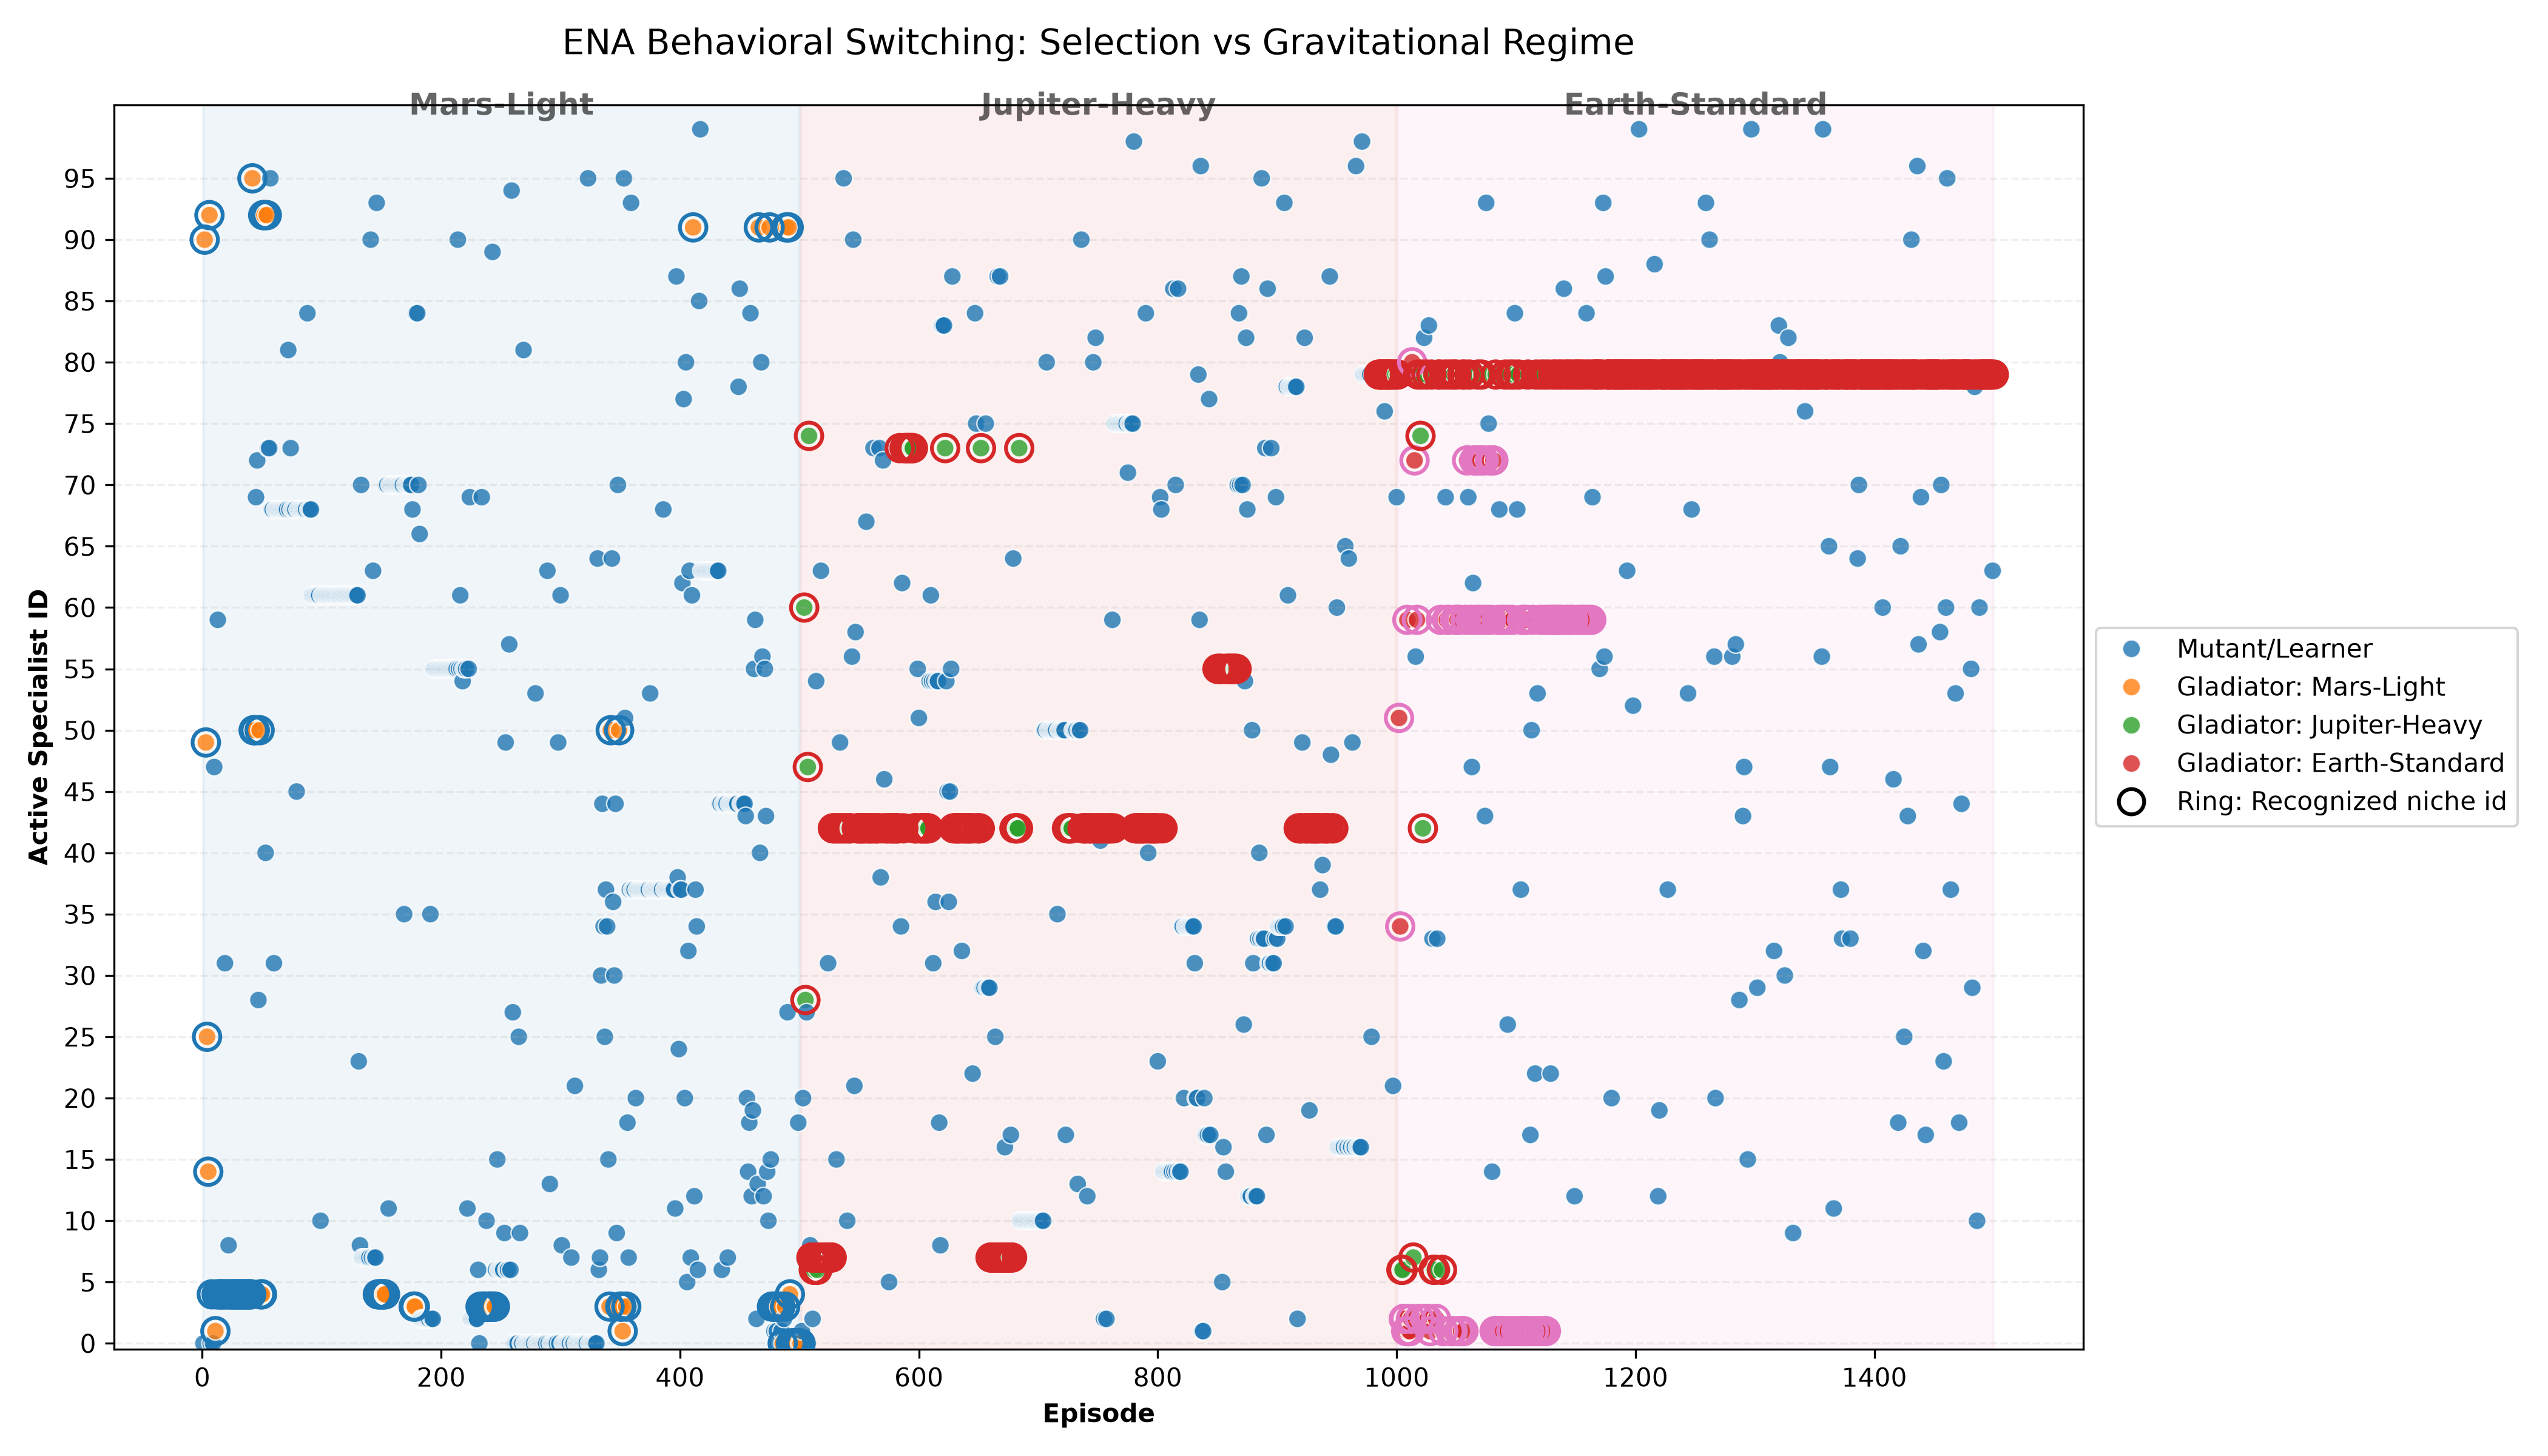 ENA Behavioral Switching: Selection vs Gravitational Regime
Mars-Light
Jupiter-Heavy
Earth-Standard
Active Specialist ID
95
90
85
80
75
70
65
60
55
50
45
40
35
30
25
20
15
10
5
0
0
200
400
600
800
1000
1200
1400
Episode
Mutant/Learner
Gladiator: Mars-Light
Gladiator: Jupiter-Heavy
Gladiator: Earth-Standard
Ring: Recognized niche id